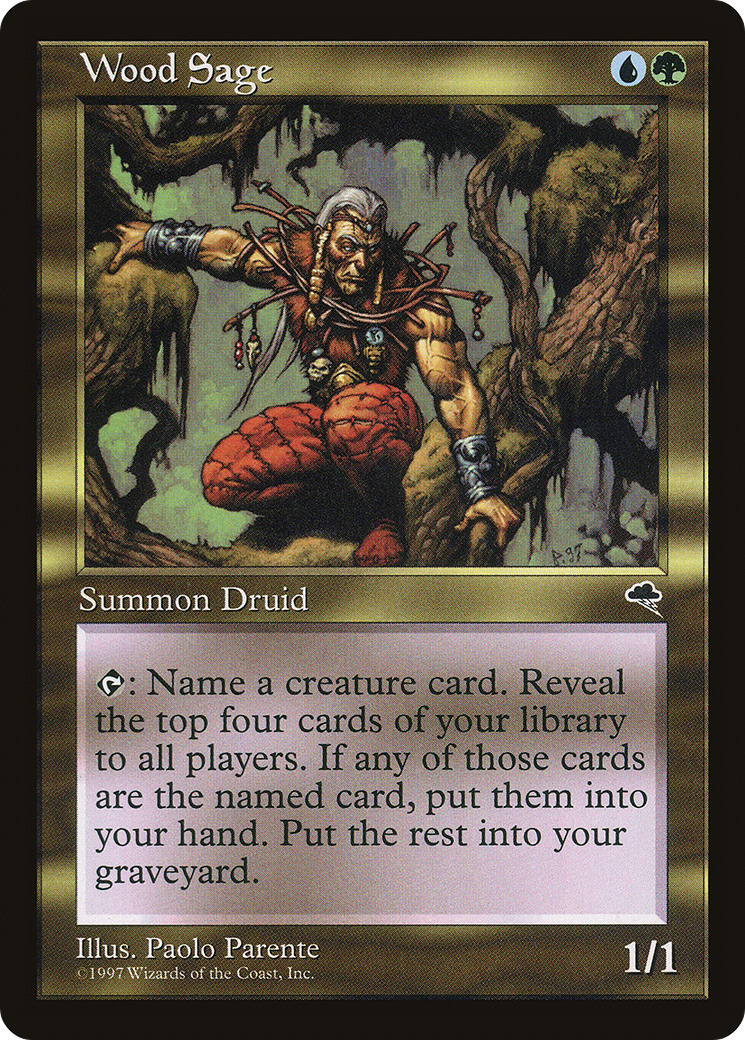 Wood Sage
P.97
Summon Druid
: Name a creature card. Reveal
the top four cards of your library
to all players. If any of those cards
are the named card, put them into
your hand. Put the rest into your
graveyard.
Illus. Paolo Parente
©1997 Wizards of the Coast, Inc.
1/1